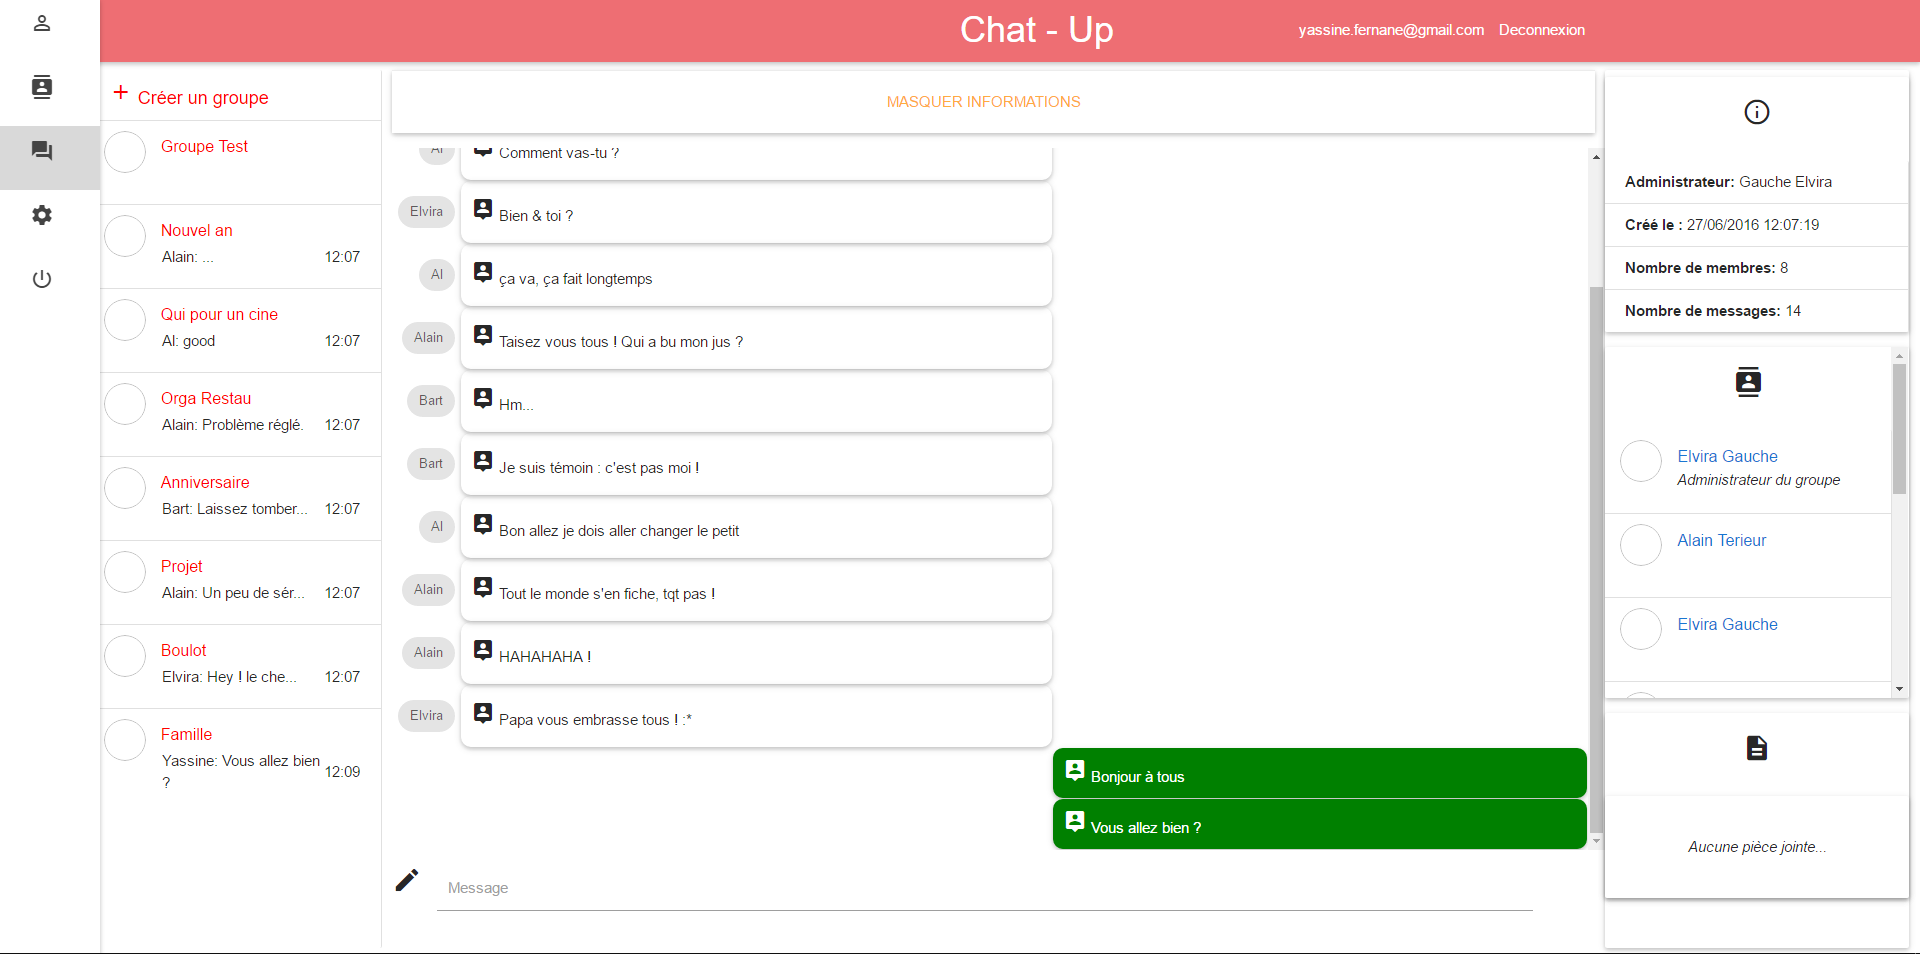 Chat - Up
yassine.fernane@gmail.com Deconnexion
+ Créer un groupe
Groupe Test
Nouvel an
Alain: ... 12:07
Qui pour un cine
Al: good 12:07
Orga Restau
Alain: Problème réglé. 12:07
Anniversaire
Bart: Laissez tomber... 12:07
Projet
Alain: Un peu de sér... 12:07
Boulot
Elvira: Hey ! le che... 12:07
Famille
Yassine: Vous allez bien
? 12:09
MASQUER INFORMATIONS
Al Comment vas-tu ?
Elvira Bien & toi ?
Al ça va, ça fait longtemps
Alain Taisez vous tous ! Qui a bu mon jus ?
Bart Hm...
Bart Je suis témoin : c'est pas moi !
Al Bon allez je dois aller changer le petit
Alain Tout le monde s'en fiche, tqt pas !
Alain HAHAHAHA !
Elvira Papa vous embrasse tous ! :*
Bonjour à tous
Vous allez bien ?
Message
Administrateur: Gauche Elvira
Créé le : 27/06/2016 12:07:19
Nombre de membres: 8
Nombre de messages: 14
Elvira Gauche
Administrateur du groupe
Alain Terieur
Elvira Gauche
Aucune pièce jointe...